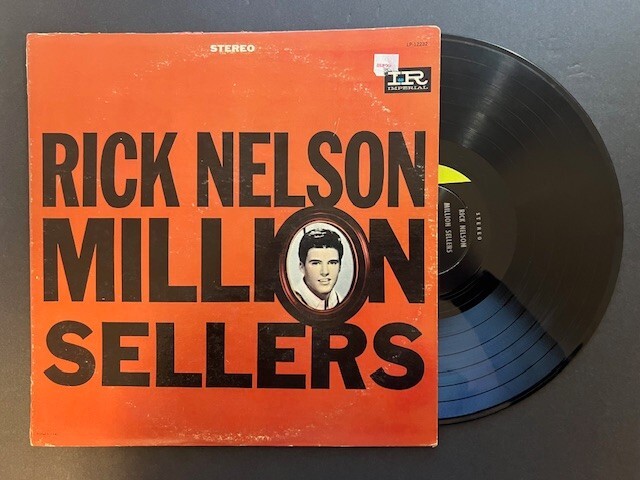 STEREO
IR
IMPERIAL
RICK NELSON
MILLION
SELLERS
STEREO
RICK NELSON
MILLION SELLERS